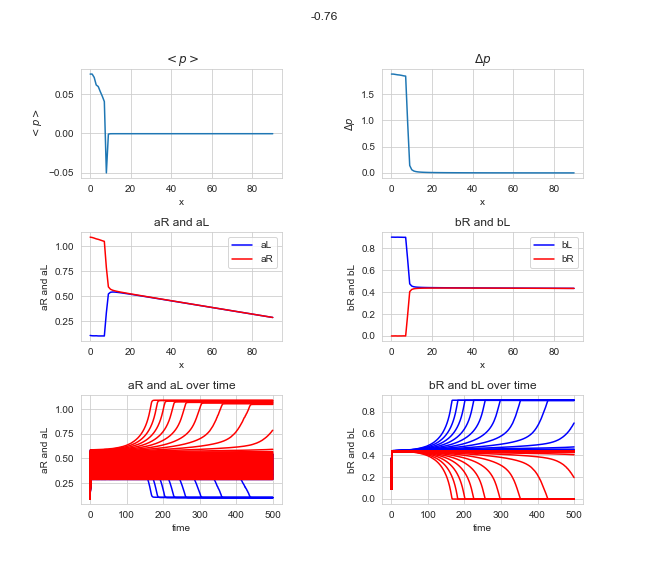 -0.76
< p >
0.05
0.00
−0.05
< p >
0 20 40 60 80
x
Δp
1.5
1.0
0.5
0.0
Δp
0 20 40 60 80
x
aR and aL
1.00
0.75
0.50
0.25
aR and aL
aL
aR
0 20 40 60 80
x
bR and bL
0.8
0.6
0.4
0.2
0.0
bR and bL
bL
bR
0 20 40 60 80
x
aR and aL over time
1.00
0.75
0.50
0.25
aR and aL
0 100 200 300 400 500
time
bR and bL over time
0.8
0.6
0.4
0.2
0.0
bR and bL
0 100 200 300 400 500
time